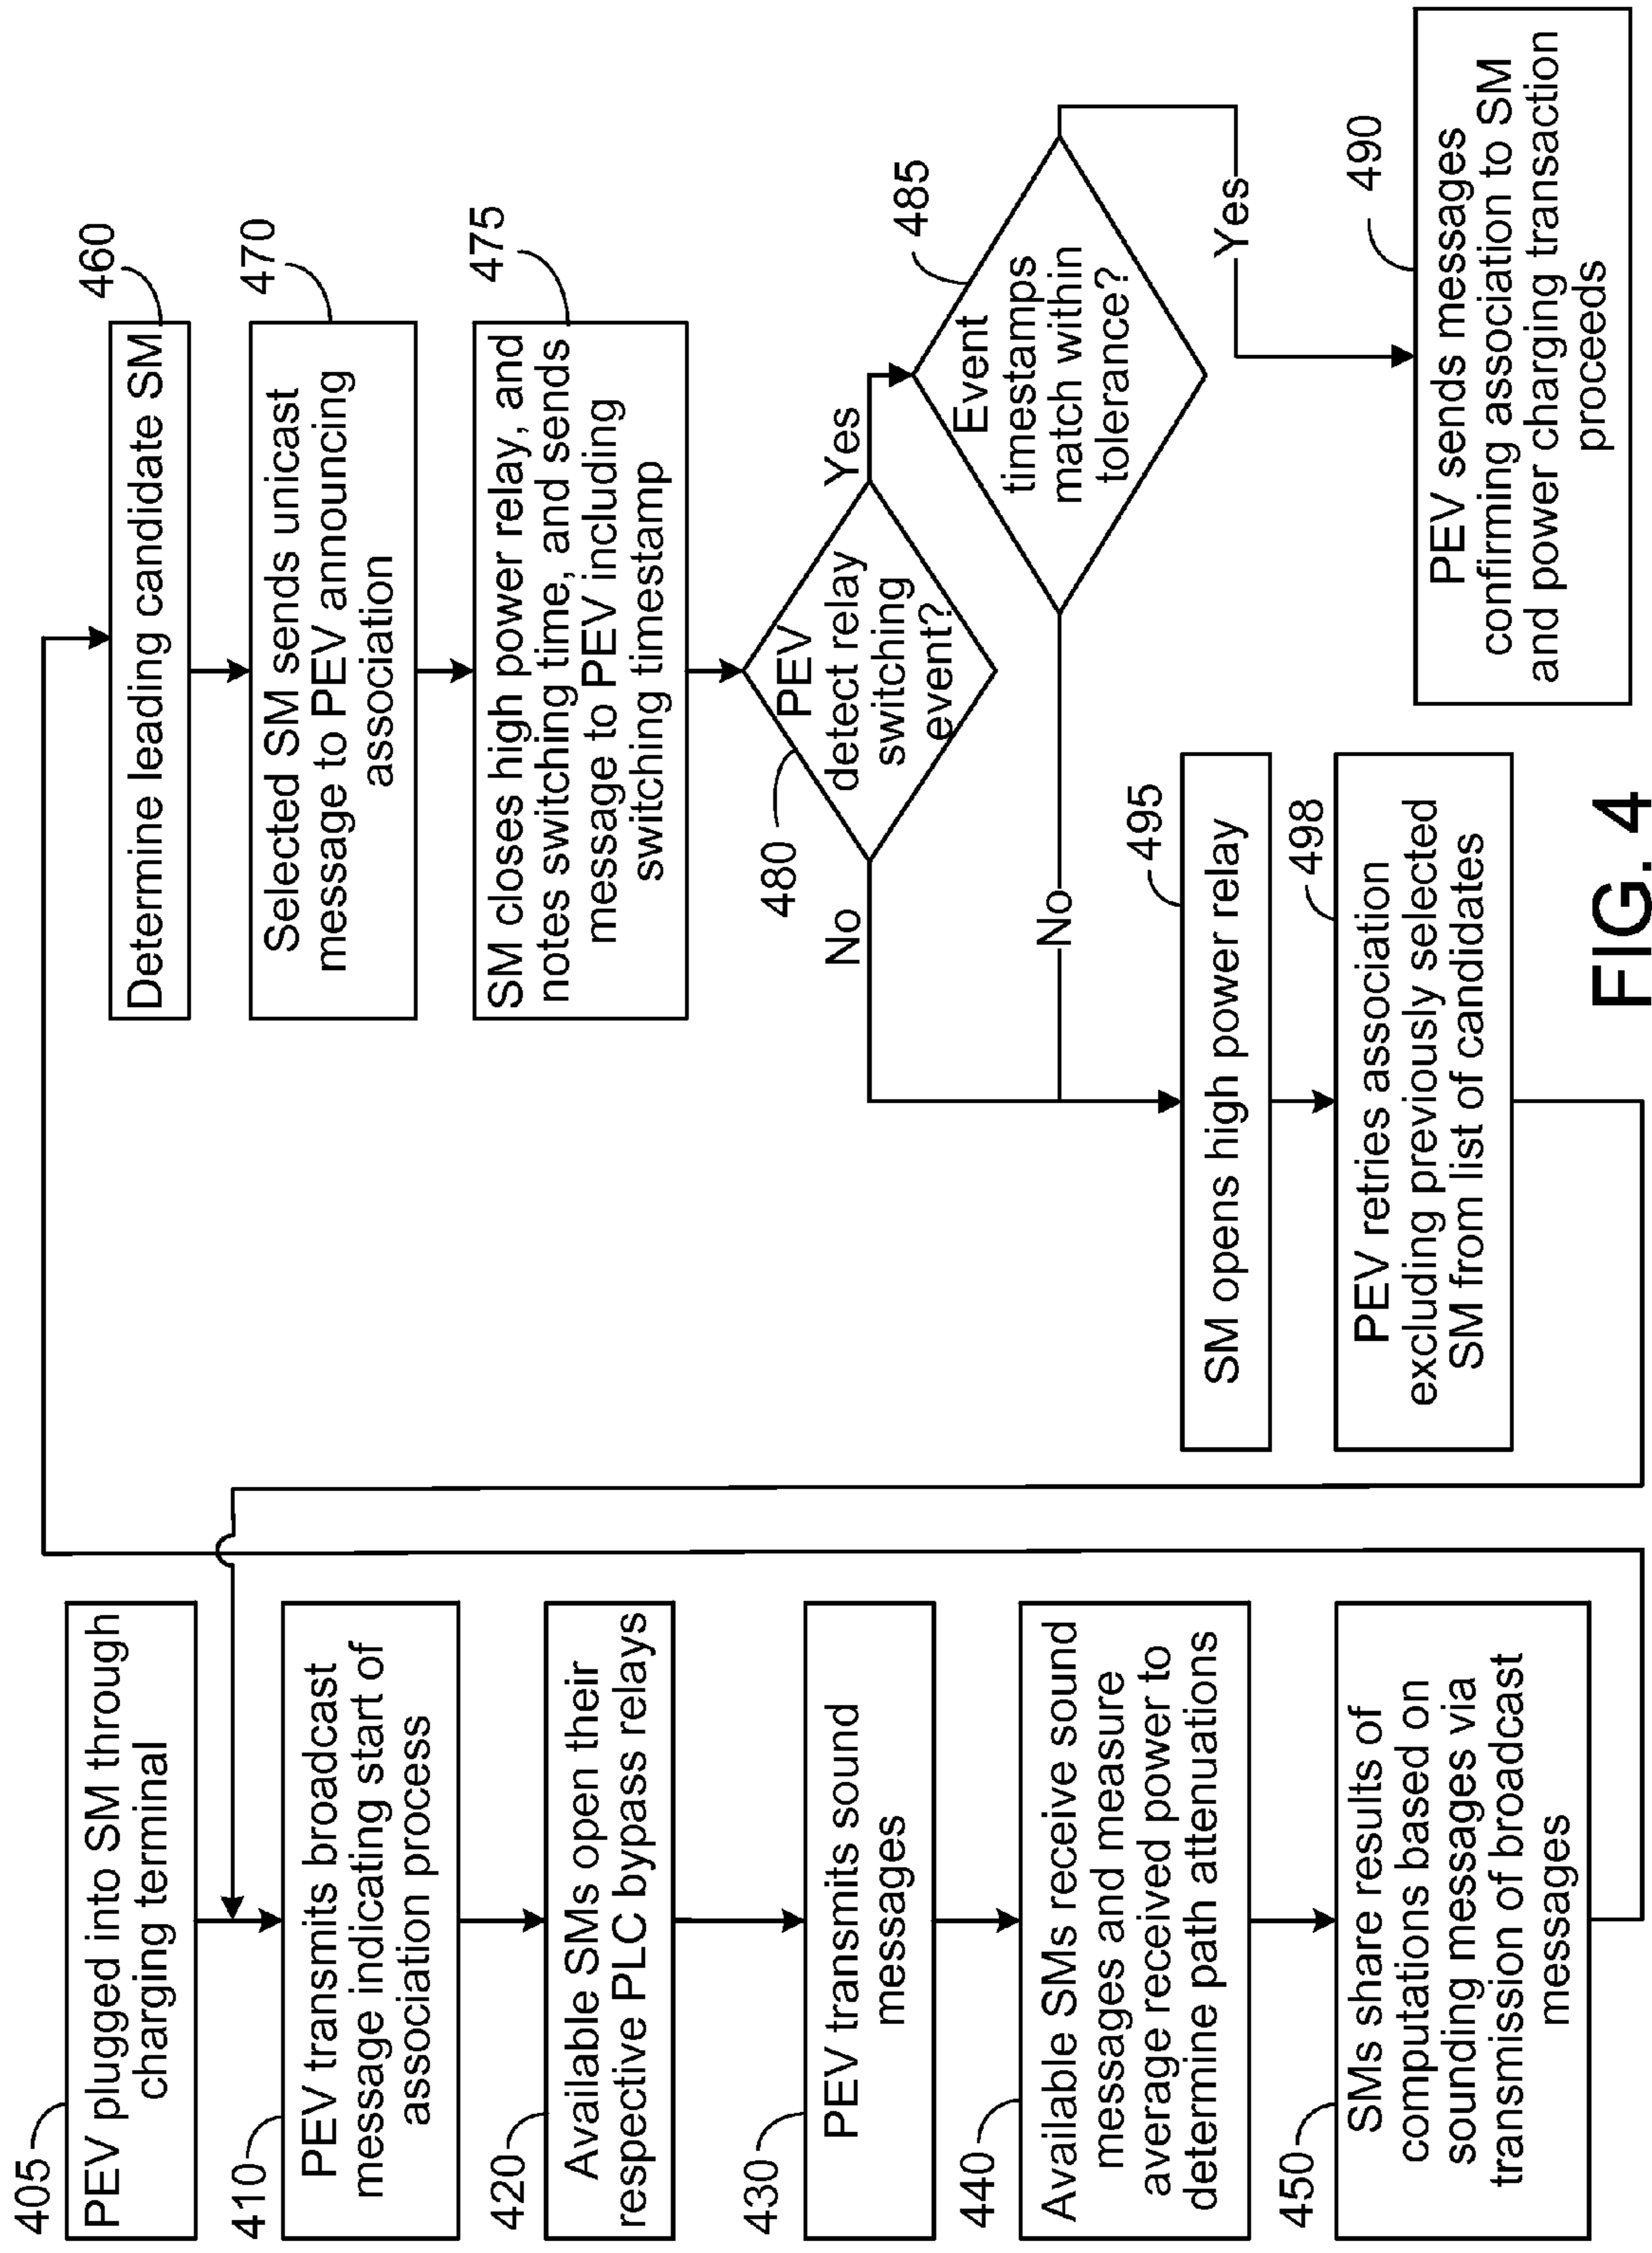 405
PEV plugged into SM through
charging terminal
410
PEV transmits broadcast
message indicating start of
association process
420
Available SMs open their
respective PLC bypass relays
430
PEV transmits sound
messages
440
Available SMs receive sound
messages and measure
average received power to
determine path attenuations
450
SMs share results of
computations based on
sounding messages via
transmission of broadcast
messages
460
Determine leading candidate SM
470
Selected SM sends unicast
message to PEV announcing
association
475
SM closes high power relay, and
notes switching time, and sends
message to PEV including
switching timestamp
480
PEV
detect relay
switching
event?
No
Yes
485
Event
timestamps
match within
tolerance?
No
Yes
490
PEV sends messages
confirming association to SM
and power charging transaction
proceeds
495
SM opens high power relay
498
PEV retries association
excluding previously selected
SM from list of candidates
FIG. 4